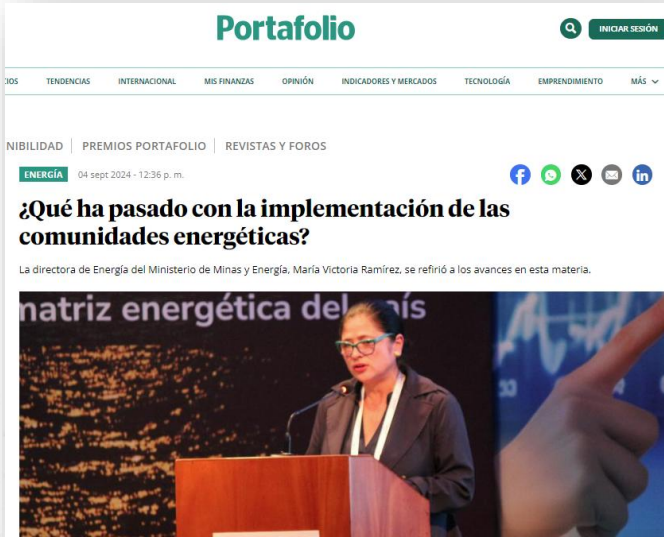 Portafolio
INICIAR SESIÓN
IOS TENDENCIAS INTERNACIONAL MIS FINANZAS OPINIÓN INDICADORES Y MERCADOS TECNOLOGÍA EMPRENDIMIENTO MÁS
NIBILIDAD PREMIOS PORTAFOLIO REVISTAS Y FOROS
ENERGÍA 04 sept 2024 - 12:36 p. m.
¿Qué ha pasado con la implementación de las
comunidades energéticas?
La directora de Energía del Ministerio de Minas y Energía, María Victoria Ramírez, se refirió a los avances en esta materia.
matriz energética del país